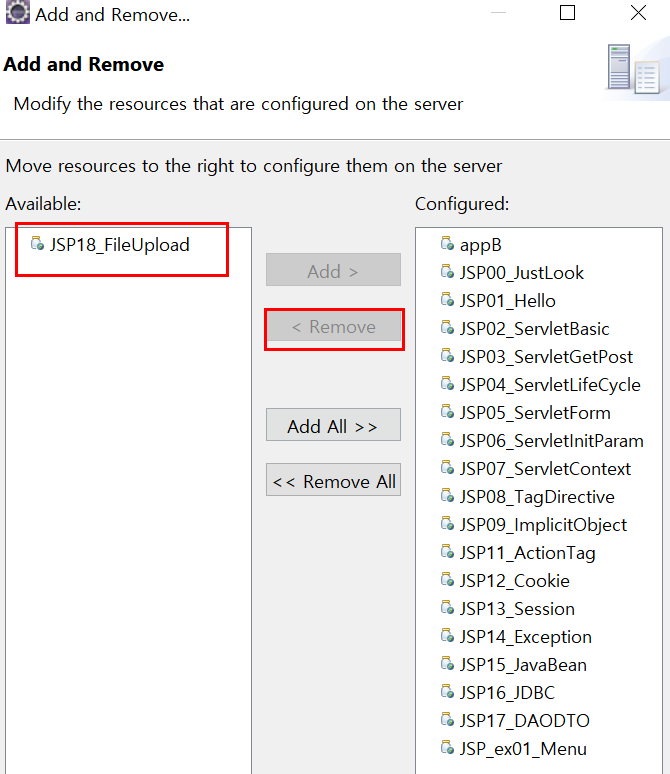 Add and Remove...
Add and Remove
Modify the resources that are configured on the server
Move resources to the right to configure them on the server
Available:
JSP18_FileUpload
Add >
< Remove
Add All >>
<< Remove All
Configured:
appB
JSP00_JustLook
JSP01_Hello
JSP02_ServletBasic
JSP03_ServletGetPost
JSP04_ServletLifeCycle
JSP05_ServletForm
JSP06_ServletInitParam
JSP07_ServletContext
JSP08_TagDirective
JSP09_ImplicitObject
JSP11_ActionTag
JSP12_Cookie
JSP13_Session
JSP14_Exception
JSP15_JavaBean
JSP16_JDBC
JSP17_DAODTO
JSP_ex01_Menu